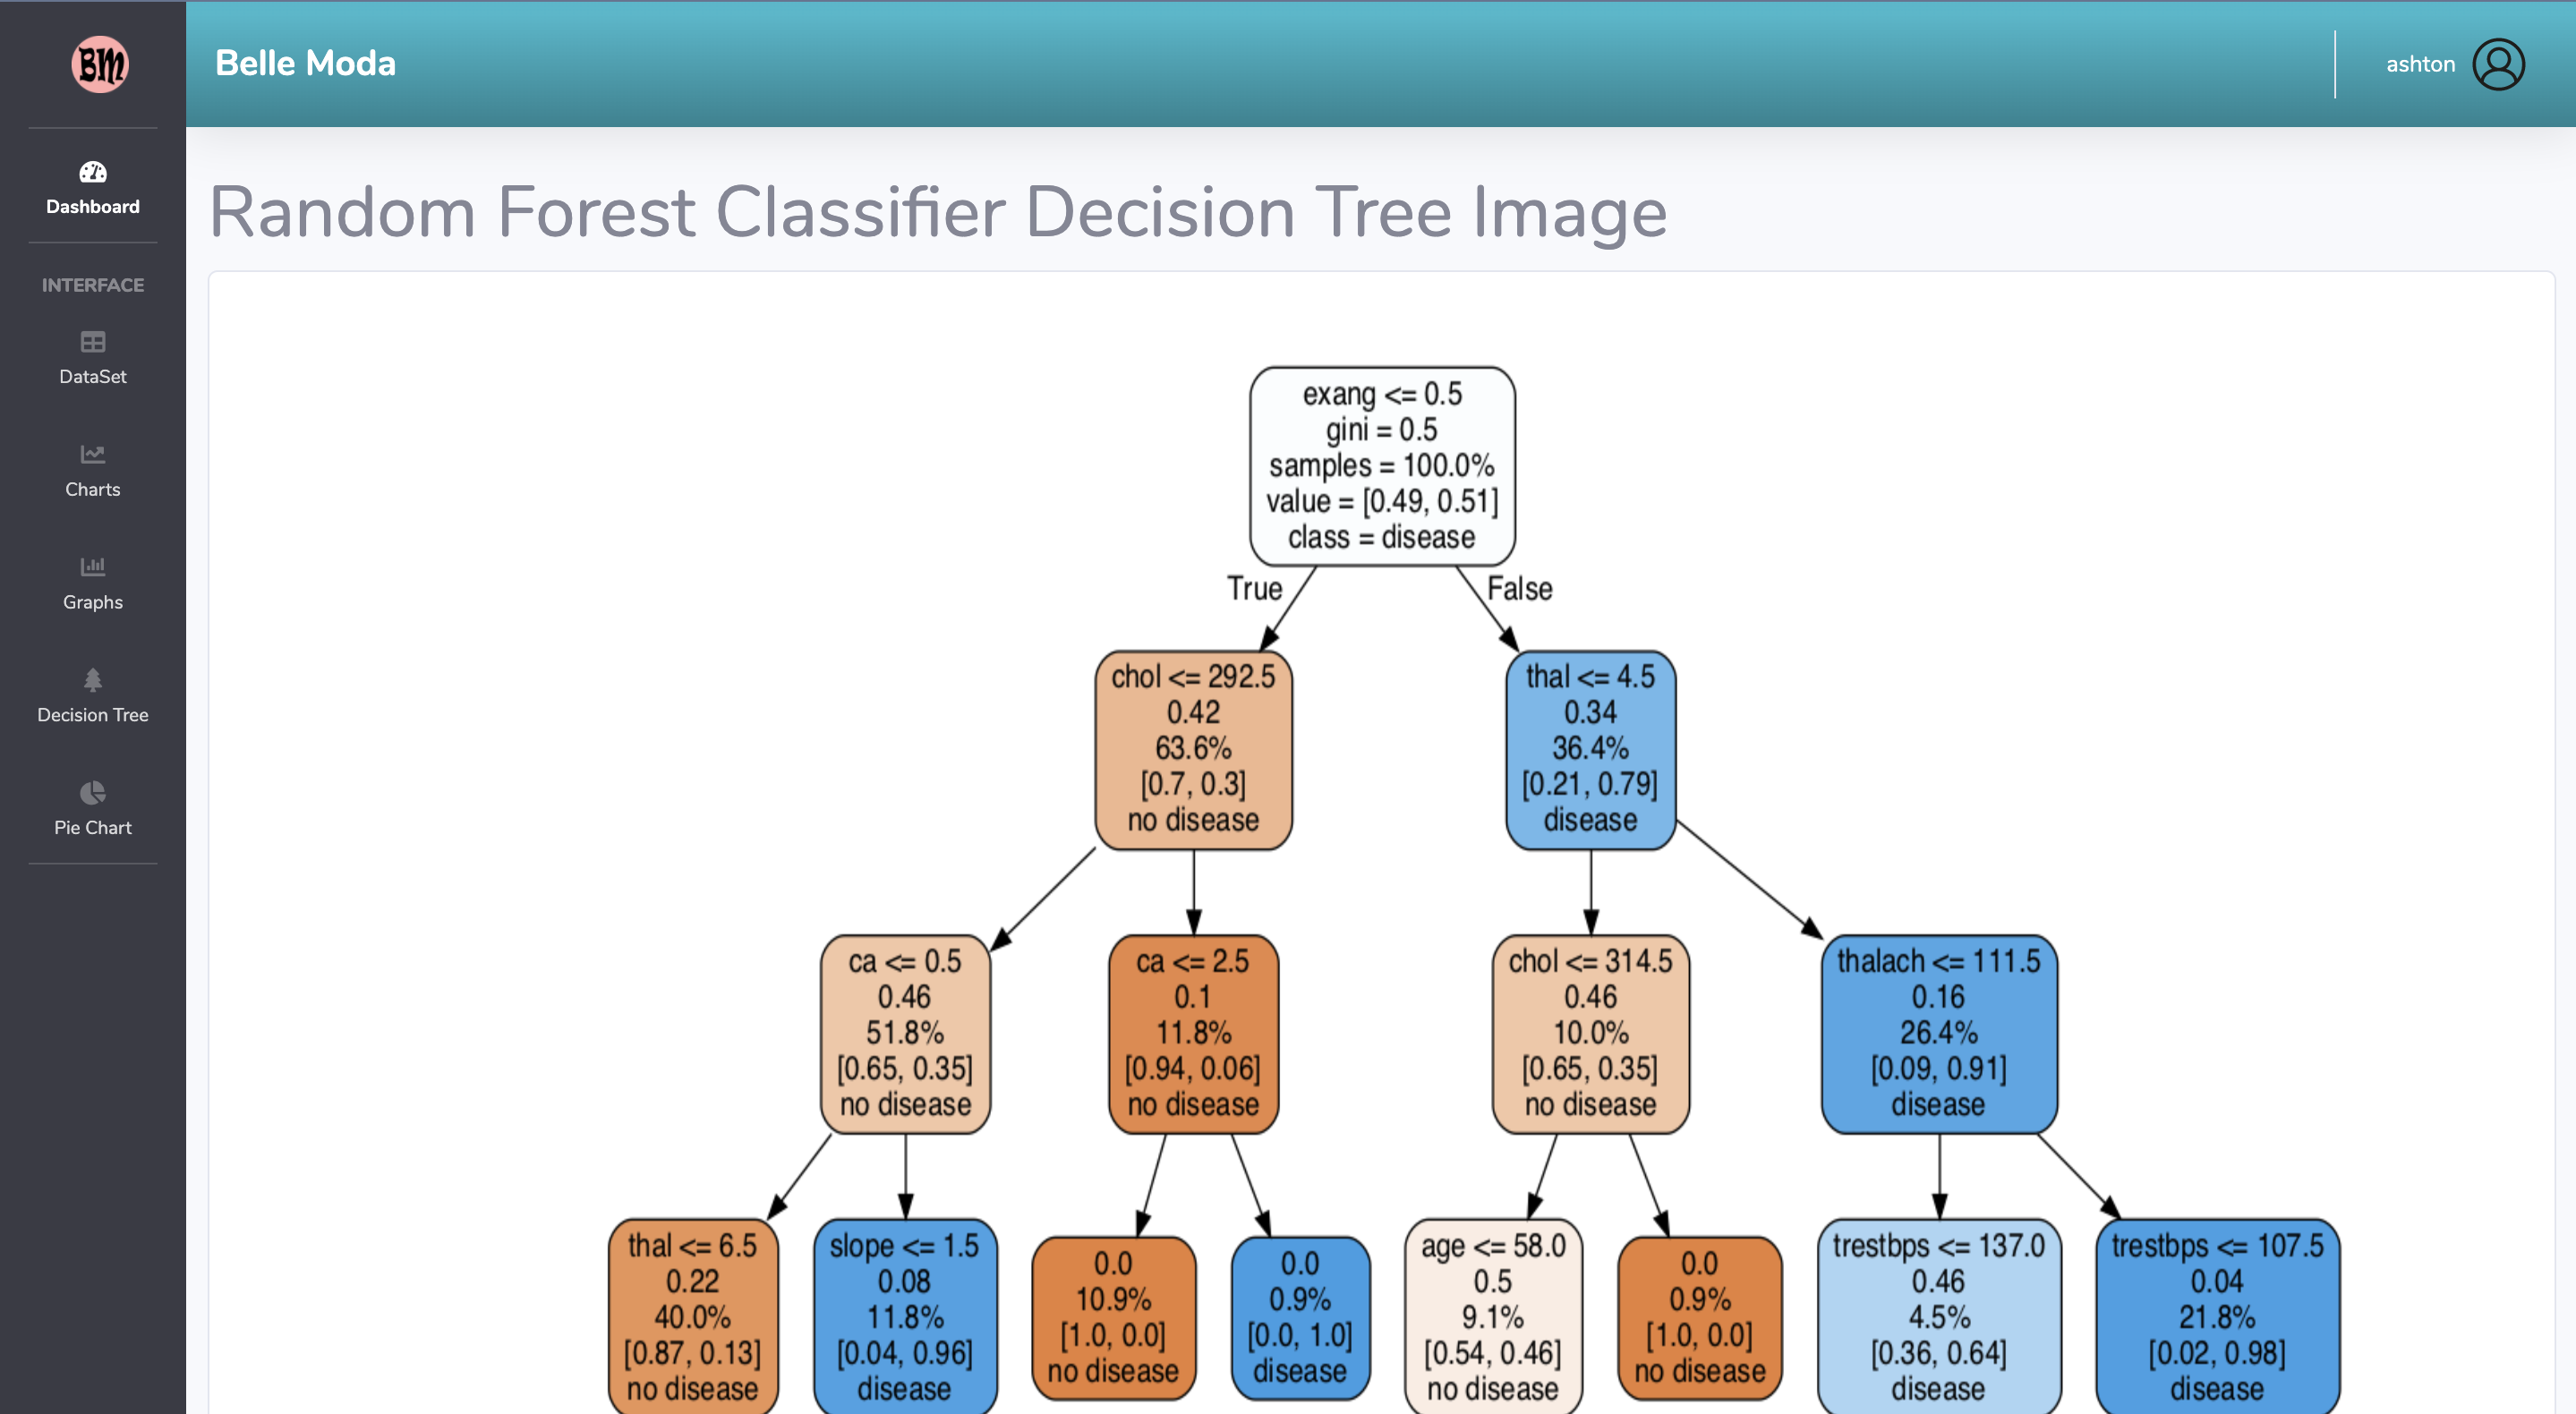 BM
Belle Moda
ashton
Dashboard
INTERFACE
DataSet
Charts
Graphs
Decision Tree
Pie Chart
Random Forest Classifier Decision Tree Image
exang <= 0.5
gini = 0.5
samples = 100.0%
value = [0.49, 0.51]
class = disease
True
False
chol <= 292.5
0.42
63.6%
[0.7, 0.3]
no disease
thal <= 4.5
0.34
36.4%
[0.21, 0.79]
disease
ca <= 0.5
0.46
51.8%
[0.65, 0.35]
no disease
ca <= 2.5
0.1
11.8%
[0.94, 0.06]
no disease
chol <= 314.5
0.46
10.0%
[0.65, 0.35]
no disease
thalach <= 111.5
0.16
26.4%
[0.09, 0.91]
disease
thal <= 6.5
0.22
40.0%
[0.87, 0.13]
no disease
slope <= 1.5
0.08
11.8%
[0.04, 0.96]
disease
0.0
10.9%
[1.0, 0.0]
no disease
0.0
0.9%
[0.0, 1.0]
disease
age <= 58.0
0.5
9.1%
[0.54, 0.46]
no disease
0.0
0.9%
[1.0, 0.0]
no disease
trestbps <= 137.0
0.46
4.5%
[0.36, 0.64]
disease
trestbps <= 107.5
0.04
21.8%
[0.02, 0.98]
disease